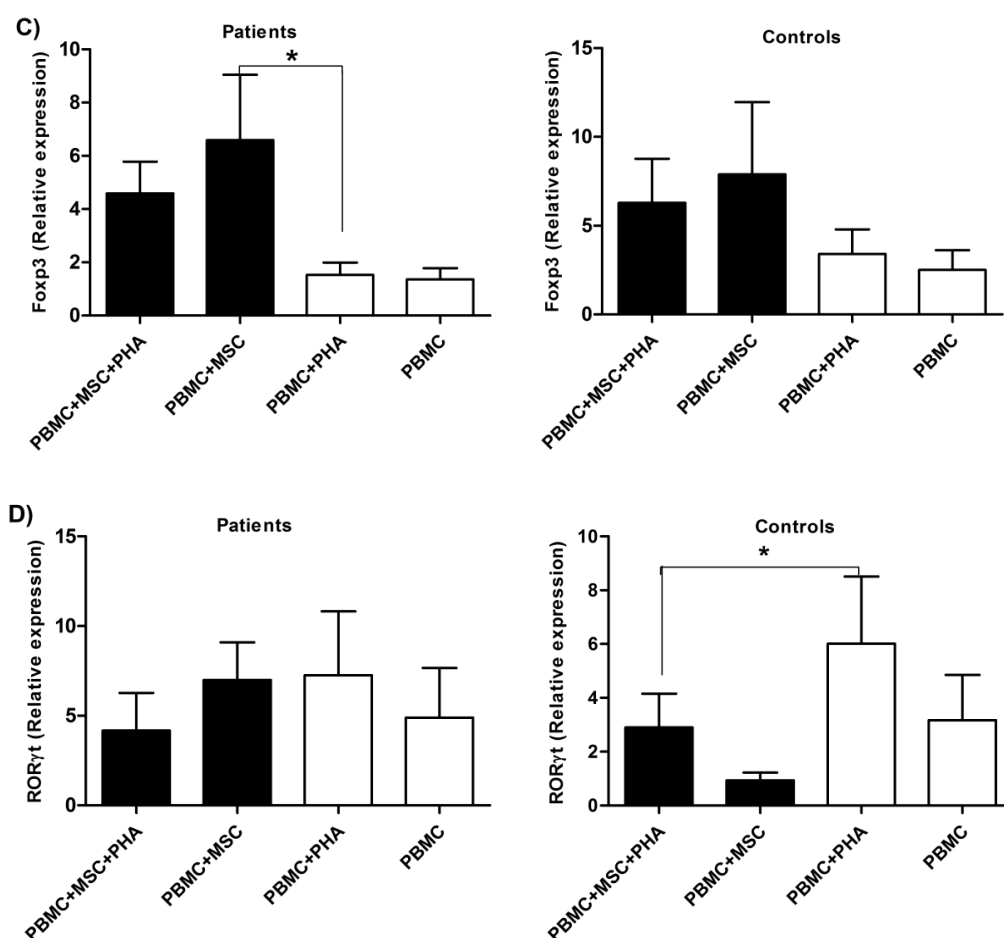 C)
Patients
*
Foxp3 (Relative expression)
10
8
6
4
2
0
PBMC+MSC+PHA
PBMC+MSC
PBMC+PHA
PBMC
Controls
Foxp3 (Relative expression)
15
10
5
0
PBMC+MSC+PHA
PBMC+MSC
PBMC+PHA
PBMC
D)
Patients
RORγt (Relative expression)
15
10
5
0
PBMC+MSC+PHA
PBMC+MSC
PBMC+PHA
PBMC
Controls
*
RORγt (Relative expression)
10
8
6
4
2
0
PBMC+MSC+PHA
PBMC+MSC
PBMC+PHA
PBMC